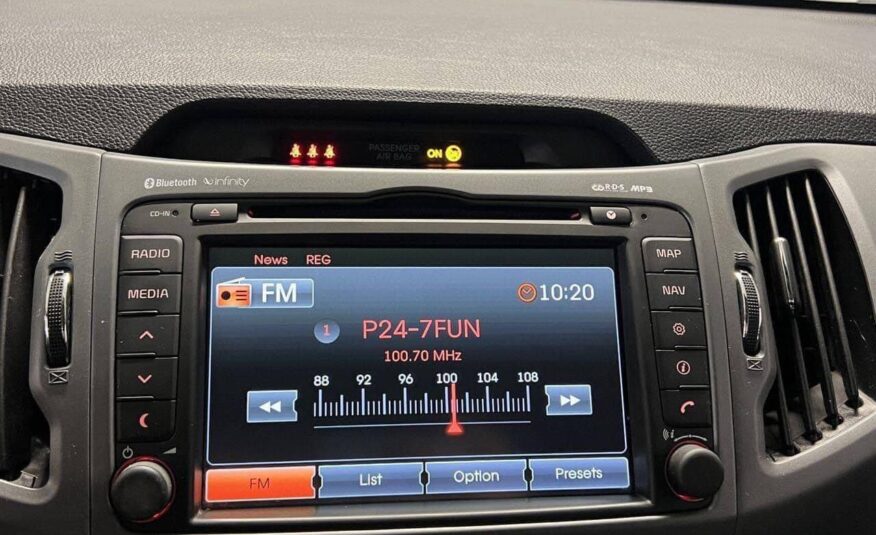 PASSENGER
AIR BAG ON
Bluetooth infinity
R·D·S MP3
CD-IN
RADIO
MEDIA
MAP
NAV
News REG
FM 10:20
1 P24-7FUN
100.70 MHz
88 92 96 100 104 108
FM List Option Presets